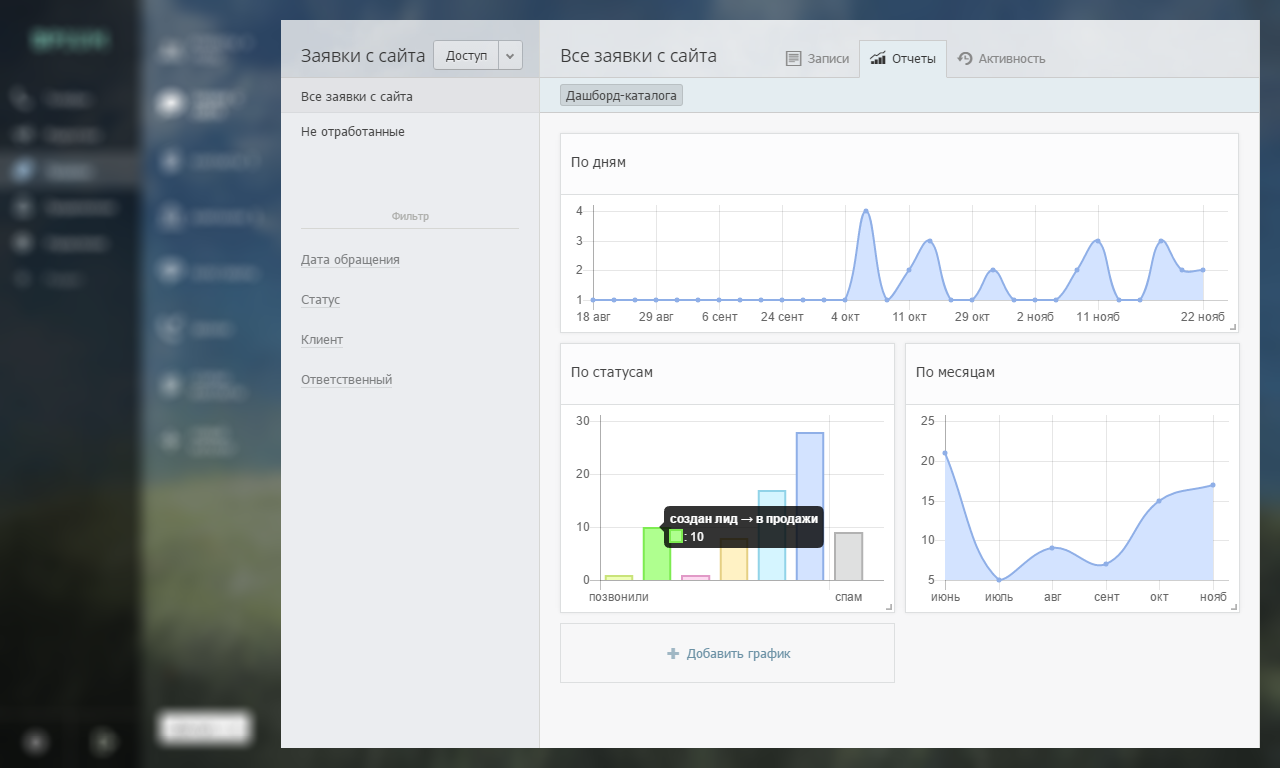 Заявки с сайта
Доступ
Все заявки с сайта
Не отработанные
Фильтр
Дата обращения
Статус
Клиент
Ответственный
Все заявки с сайта
Записи
Отчеты
Активность
Дашборд-каталога
По дням
4
3
2
1
18 авг 29 авг 6 сент 24 сент 4 окт 11 окт 29 окт 2 нояб 11 нояб 22 нояб
По статусам
30
20
10
0
создан лид → в продажи
: 10
позвонили спам
По месяцам
25
20
15
10
5
июнь июль авг сент окт нояб
Добавить график